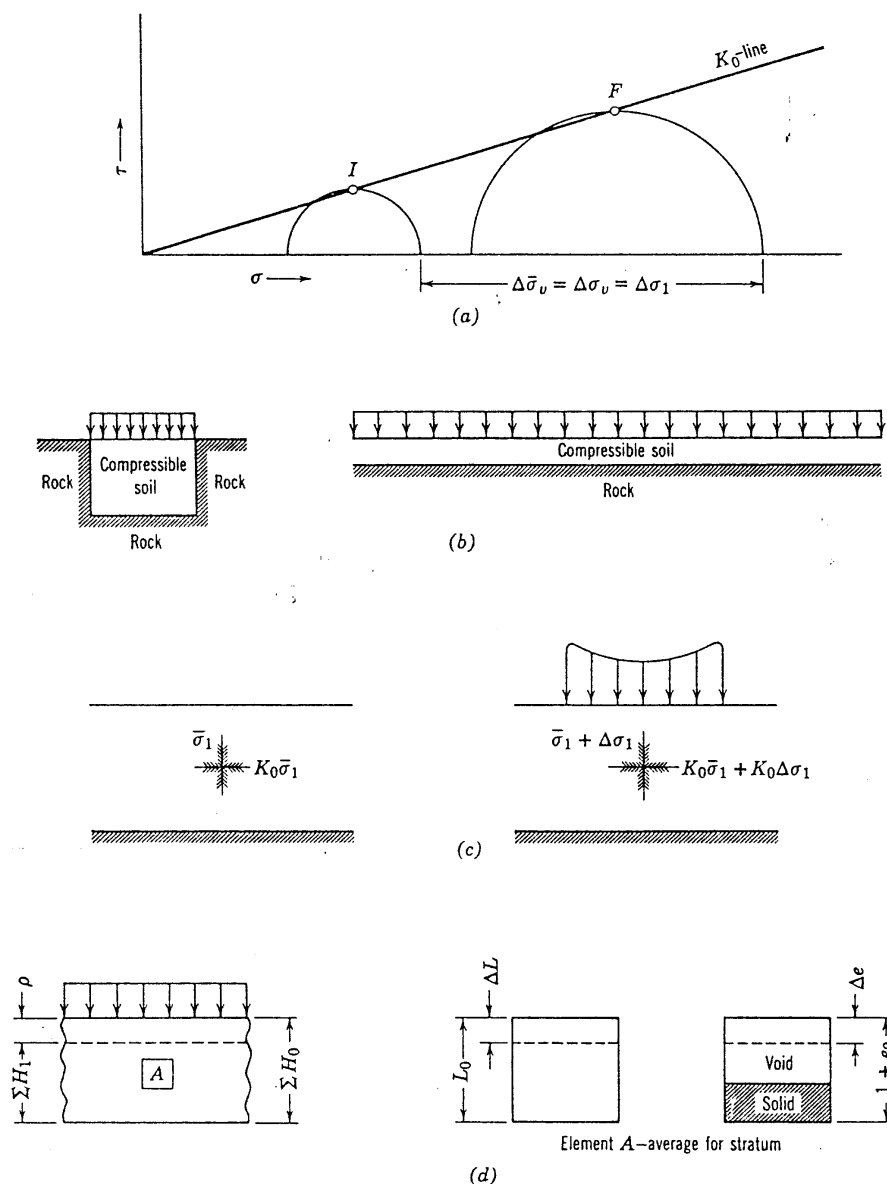 K₀-line
F
I
τ
σ
Δσ̄ᵥ = Δσᵥ = Δσ₁
(a)
Rock
Compressible soil
Rock
Rock
Compressible soil
Rock
(b)
σ̄₁
K₀σ̄₁
σ̄₁ + Δσ₁
K₀σ̄₁ + K₀Δσ₁
(c)
ρ
ΣH₁
A
ΣH₀
ΔL
L₀
Δe
Void
Solid
1 + e₀
Element A—average for stratum
(d)